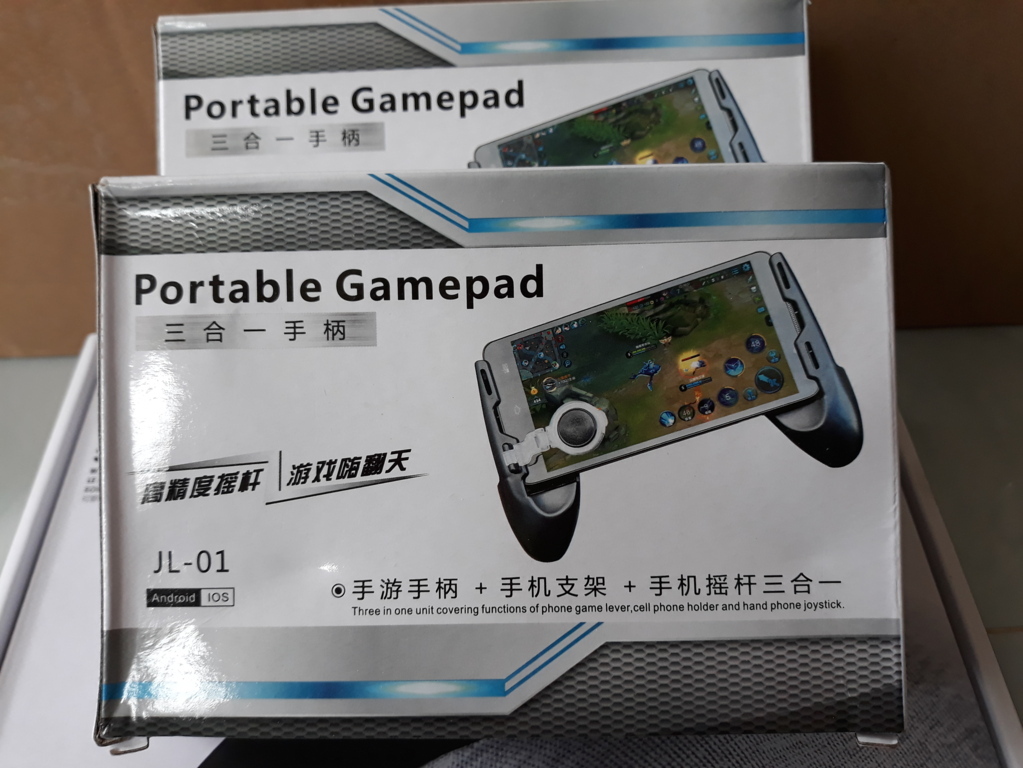 Portable Gamepad
三合一手柄
Portable Gamepad
三合一手柄
高精度摇杆
游戏嗨翻天
JL-01
Android IOS
手游手柄 + 手机支架 + 手机摇杆三合一
Three in one unit covering functions of phone game lever,cell phone holder and hand phone joystick.